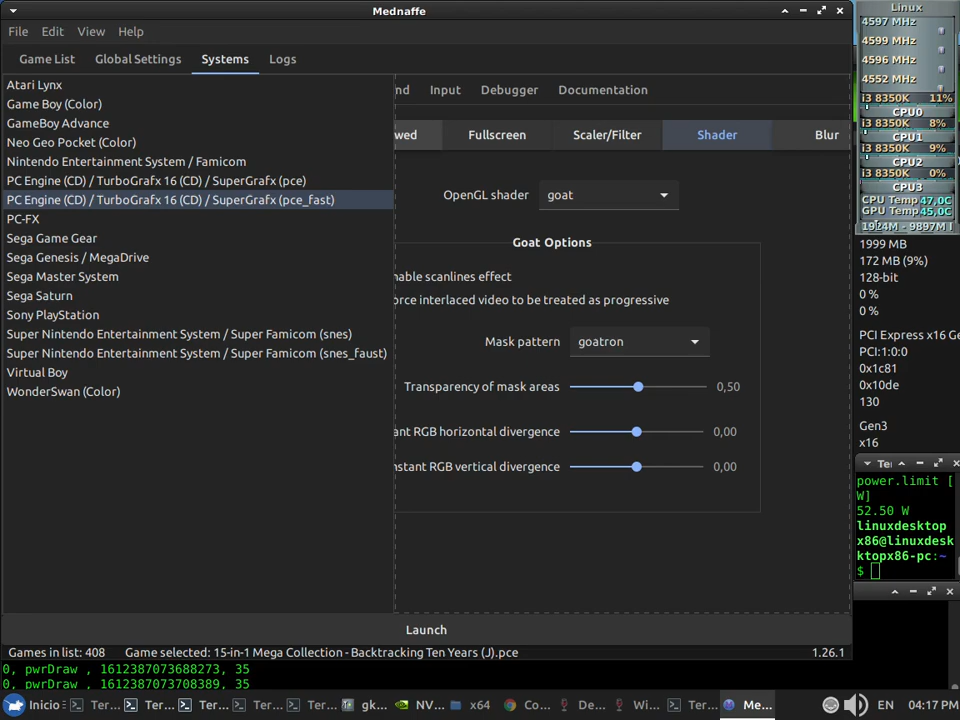 Mednaffe
File Edit View Help
Game List Global Settings Systems Logs
Atari Lynx
Game Boy (Color)
GameBoy Advance
Neo Geo Pocket (Color)
Nintendo Entertainment System / Famicom
PC Engine (CD) / TurboGrafx 16 (CD) / SuperGrafx (pce)
PC Engine (CD) / TurboGrafx 16 (CD) / SuperGrafx (pce_fast)
PC-FX
Sega Game Gear
Sega Genesis / MegaDrive
Sega Master System
Sega Saturn
Sony PlayStation
Super Nintendo Entertainment System / Super Famicom (snes)
Super Nintendo Entertainment System / Super Famicom (snes_faust)
Virtual Boy
WonderSwan (Color)
nd Input Debugger Documentation
wed Fullscreen Scaler/Filter Shader Blur
OpenGL shader goat
Goat Options
nable scanlines effect
orce interlaced video to be treated as progressive
Mask pattern goatron
Transparency of mask areas 0,50
ant RGB horizontal divergence 0,00
nstant RGB vertical divergence 0,00
Launch
Games in list: 408 Game selected: 15-in-1 Mega Collection - Backtracking Ten Years (J).pce 1.26.1
0, pwrDraw , 1612387073688273, 35
0, pwrDraw , 1612387073708389, 35
Linux
4597 MHz
4599 MHz
4596 MHz
4552 MHz
i3 8350K 11%
CPU0
i3 8350K 8%
CPU1
i3 8350K 9%
CPU2
i3 8350K 0%
CPU3
CPU Temp 47,0C
GPU Temp 45,0C
1924M - 9897M
1999 MB
172 MB (9%)
128-bit
0 %
0 %
PCI Express x16 Ge
PCI:1:0:0
0x1c81
0x10de
130
Gen3
x16
Te
power.limit [
W]
52.50 W
linuxdesktop
x86@linuxdesk
ktopx86-pc:~
$
Inicio Ter... Ter... Ter... Ter... Ter... gk... NV... x64 Co... De... Wi... Ter... Me... EN 04:17 PM